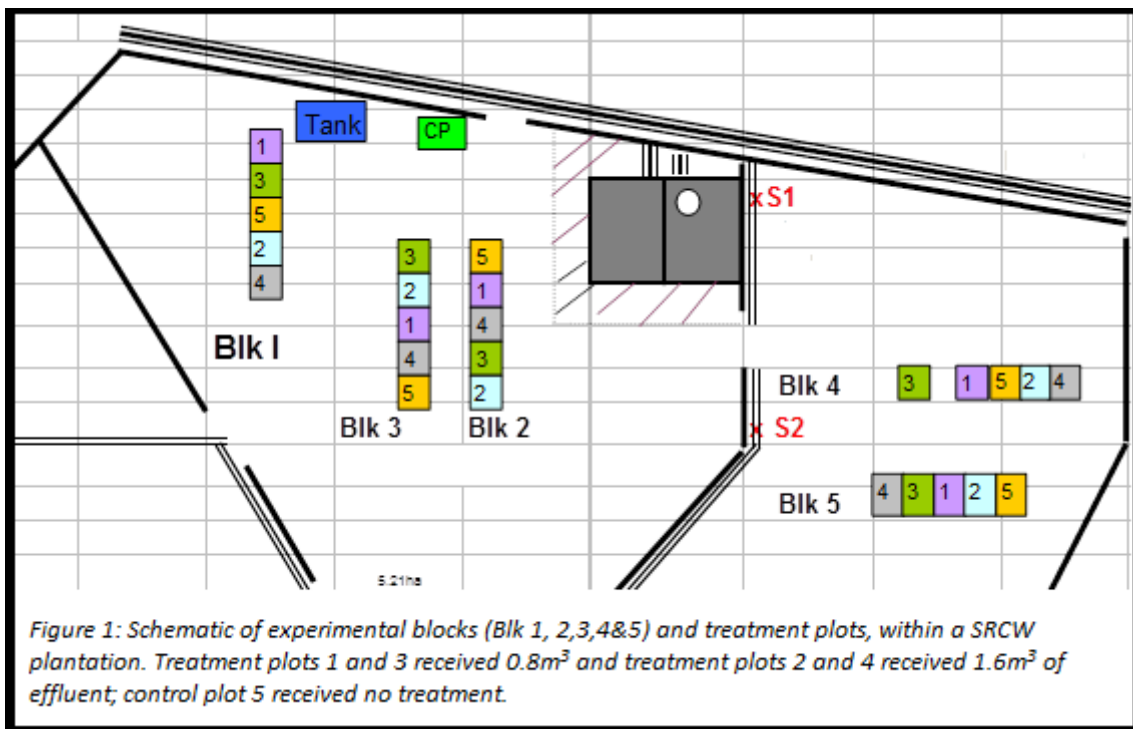 Tank
CP
1
3
5
2
4
x S1
3
2
1
4
5
5
1
4
3
2
Blk I
Blk 3
Blk 2
Blk 4
3
1
5
2
4
x S2
Blk 5
4
3
1
2
5
5.21ha
Figure 1: Schematic of experimental blocks (Blk 1, 2,3,4&5) and treatment plots, within a SRCW
plantation. Treatment plots 1 and 3 received 0.8m³ and treatment plots 2 and 4 received 1.6m³ of
effluent; control plot 5 received no treatment.